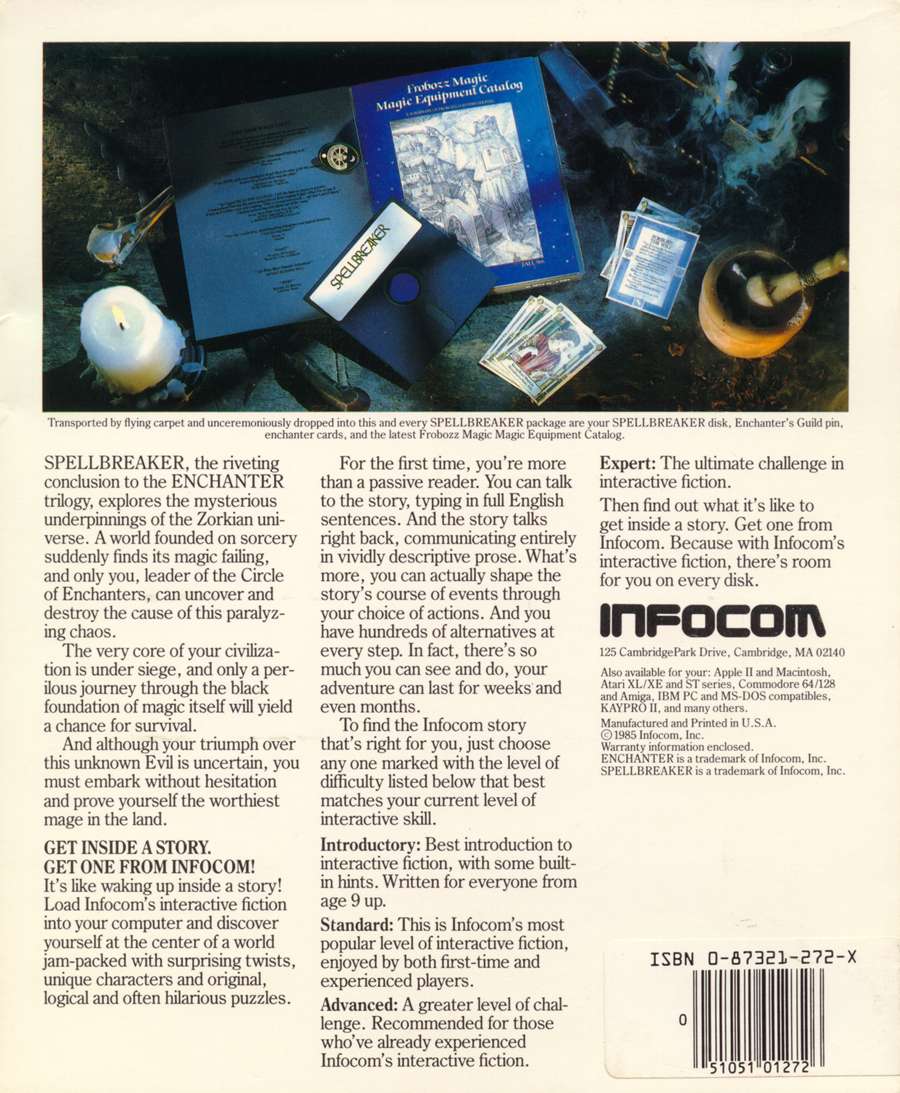 Frobozz Magic
Magic Equipment Catalog
SPELLBREAKER
Transported by flying carpet and unceremoniously dropped into this and every SPELLBREAKER package are your SPELLBREAKER disk, Enchanter's Guild pin,
enchanter cards, and the latest Frobozz Magic Magic Equipment Catalog.
SPELLBREAKER, the riveting
conclusion to the ENCHANTER
trilogy, explores the mysterious
underpinnings of the Zorkian uni-
verse. A world founded on sorcery
suddenly finds its magic failing,
and only you, leader of the Circle
of Enchanters, can uncover and
destroy the cause of this paralyz-
ing chaos.
The very core of your civiliza-
tion is under siege, and only a per-
ilous journey through the black
foundation of magic itself will yield
a chance for survival.
And although your triumph over
this unknown Evil is uncertain, you
must embark without hesitation
and prove yourself the worthiest
mage in the land.
GET INSIDE A STORY.
GET ONE FROM INFOCOM!
It's like waking up inside a story!
Load Infocom's interactive fiction
into your computer and discover
yourself at the center of a world
jam-packed with surprising twists,
unique characters and original,
logical and often hilarious puzzles.
For the first time, you're more
than a passive reader. You can talk
to the story, typing in full English
sentences. And the story talks
right back, communicating entirely
in vividly descriptive prose. What's
more, you can actually shape the
story's course of events through
your choice of actions. And you
have hundreds of alternatives at
every step. In fact, there's so
much you can see and do, your
adventure can last for weeks and
even months.
To find the Infocom story
that's right for you, just choose
any one marked with the level of
difficulty listed below that best
matches your current level of
interactive skill.
Introductory: Best introduction to
interactive fiction, with some built-
in hints. Written for everyone from
age 9 up.
Standard: This is Infocom's most
popular level of interactive fiction,
enjoyed by both first-time and
experienced players.
Advanced: A greater level of chal-
lenge. Recommended for those
who've already experienced
Infocom's interactive fiction.
Expert: The ultimate challenge in
interactive fiction.
Then find out what it's like to
get inside a story. Get one from
Infocom. Because with Infocom's
interactive fiction, there's room
for you on every disk.
INFOCOM
125 CambridgePark Drive, Cambridge, MA 02140
Also available for your: Apple II and Macintosh,
Atari XL/XE and ST series, Commodore 64/128
and Amiga, IBM PC and MS-DOS compatibles,
KAYPRO II, and many others.
Manufactured and Printed in U.S.A.
©1985 Infocom, Inc.
Warranty information enclosed.
ENCHANTER is a trademark of Infocom, Inc.
SPELLBREAKER is a trademark of Infocom, Inc.
ISBN 0-87321-272-X
0
51051 01272